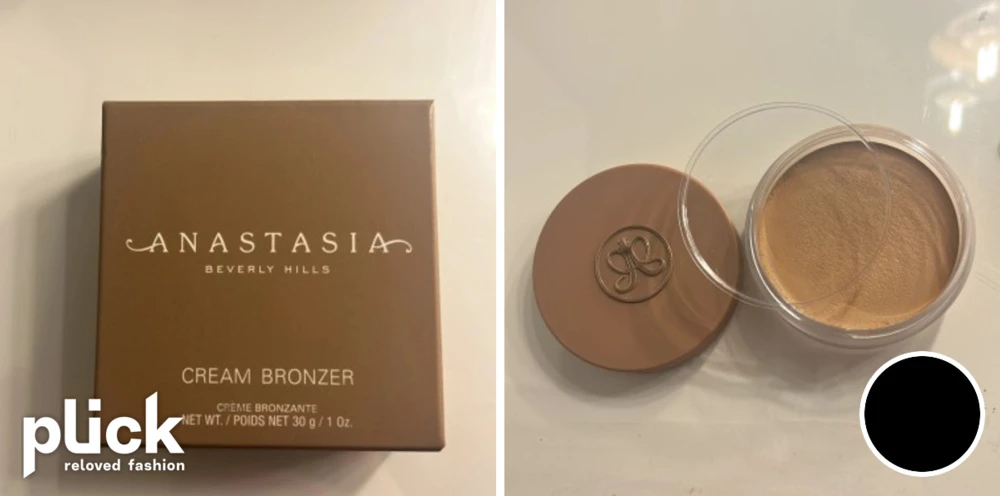 ANASTASIA
BEVERLY HILLS
CREAM BRONZER
CRÈME BRONZANTE
NET WT. / POIDS NET 30 g / 1 Oz.
plick
reloved fashion